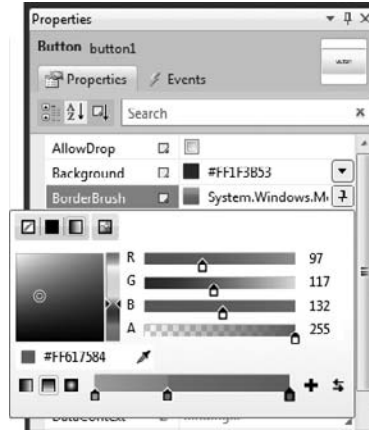 Properties
Button button1
Properties Events
Search
AllowDrop
Background #FF1F3B53
BorderBrush System.Windows.M
R 97
G 117
B 132
A 255
#FF617584
DataContext